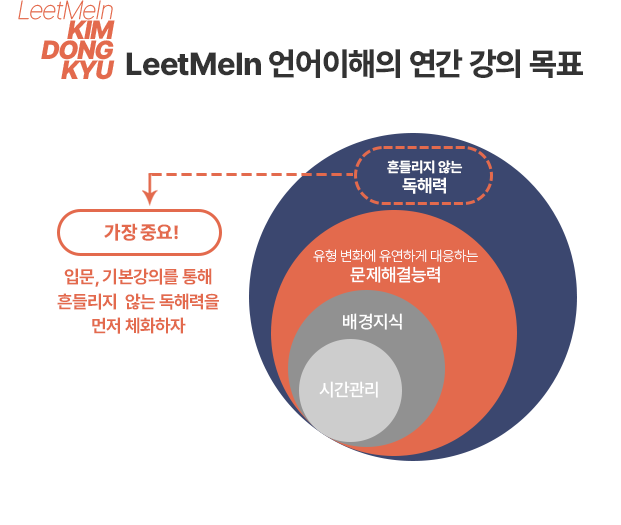 LeetMeIn
KIM
DONG
KYU
LeetMeIn 언어이해의 연간 강의 목표
흔들리지 않는
독해력
가장 중요!
입문, 기본강의를 통해
흔들리지 않는 독해력을
먼저 체화하자
유형 변화에 유연하게 대응하는
문제해결능력
배경지식
시간관리